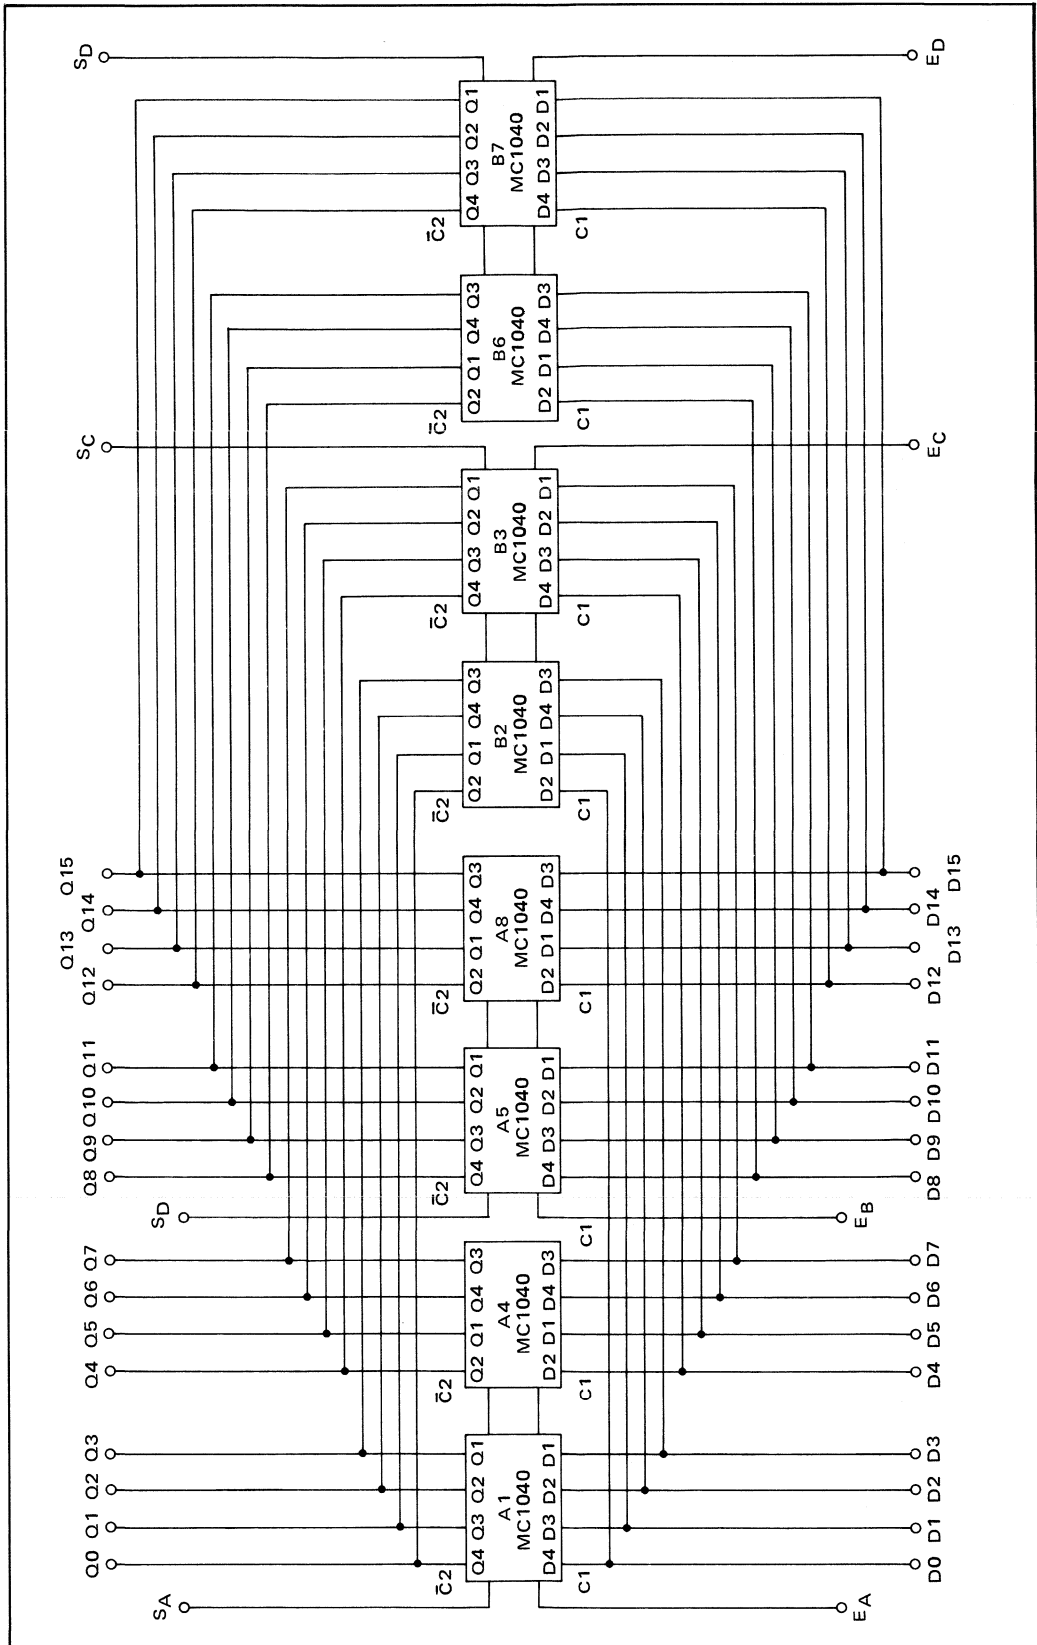 Q0 Q1 Q2 Q3 Q4 Q5 Q6 Q7 Q8 Q9 Q10 Q11 Q12 Q13 Q14 Q15 SC SD
SA SD
C̅2 C̅2 C̅2 C̅2 C̅2 C̅2 C̅2 C̅2
Q4 Q3 Q2 Q1 Q2 Q1 Q4 Q3 Q4 Q3 Q2 Q1 Q2 Q1 Q4 Q3 Q2 Q1 Q4 Q3 Q4 Q3 Q2 Q1 Q2 Q1 Q4 Q3 Q4 Q3 Q2 Q1
A1 A4 A5 A8 B2 B3 B6 B7
MC1040 MC1040 MC1040 MC1040 MC1040 MC1040 MC1040 MC1040
D4 D3 D2 D1 D2 D1 D4 D3 D4 D3 D2 D1 D2 D1 D4 D3 D2 D1 D4 D3 D4 D3 D2 D1 D2 D1 D4 D3 D4 D3 D2 D1
C1 C1 C1 C1 C1 C1 C1 C1
EA EB
D0 D1 D2 D3 D4 D5 D6 D7 D8 D9 D10 D11 D12 D13 D14 D15 EC ED